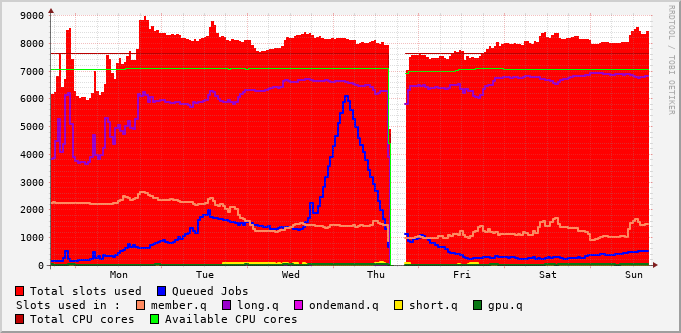 RRDTOOL / TOBI OETIKER
9000
8000
7000
6000
5000
4000
3000
2000
1000
0
Mon Tue Wed Thu Fri Sat Sun
Total slots used Queued Jobs
Slots used in : member.q long.q ondemand.q short.q gpu.q
Total CPU cores Available CPU cores